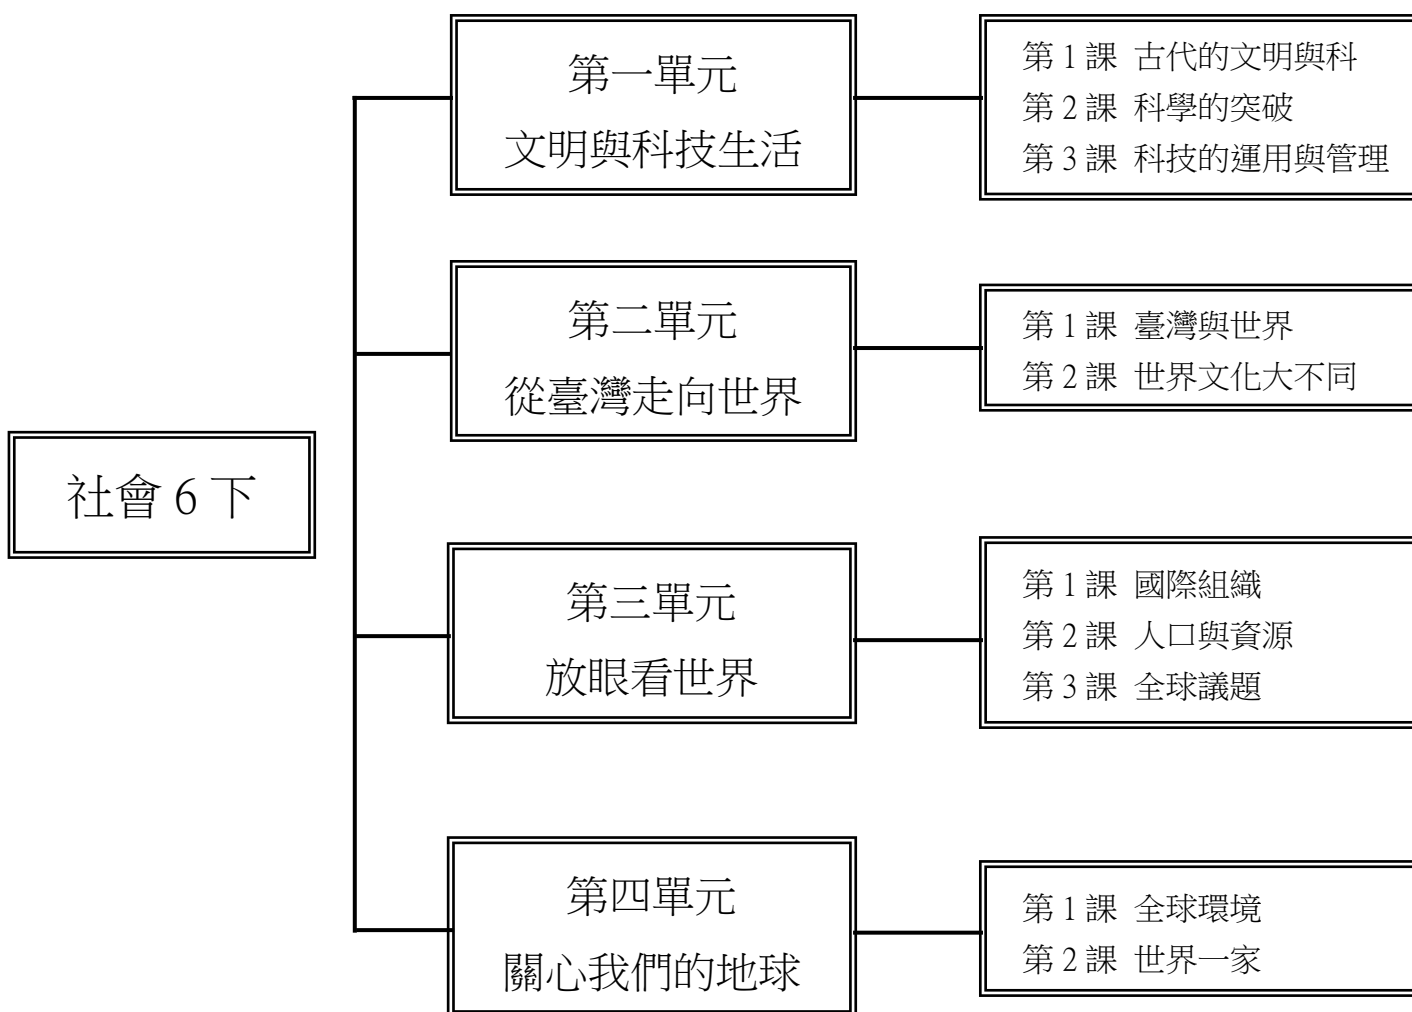 社會 6 下
第一單元
文明與科技生活
第 1 課 古代的文明與科
第 2 課 科學的突破
第 3 課 科技的運用與管理
第二單元
從臺灣走向世界
第 1 課 臺灣與世界
第 2 課 世界文化大不同
第三單元
放眼看世界
第 1 課 國際組織
第 2 課 人口與資源
第 3 課 全球議題
第四單元
關心我們的地球
第 1 課 全球環境
第 2 課 世界一家